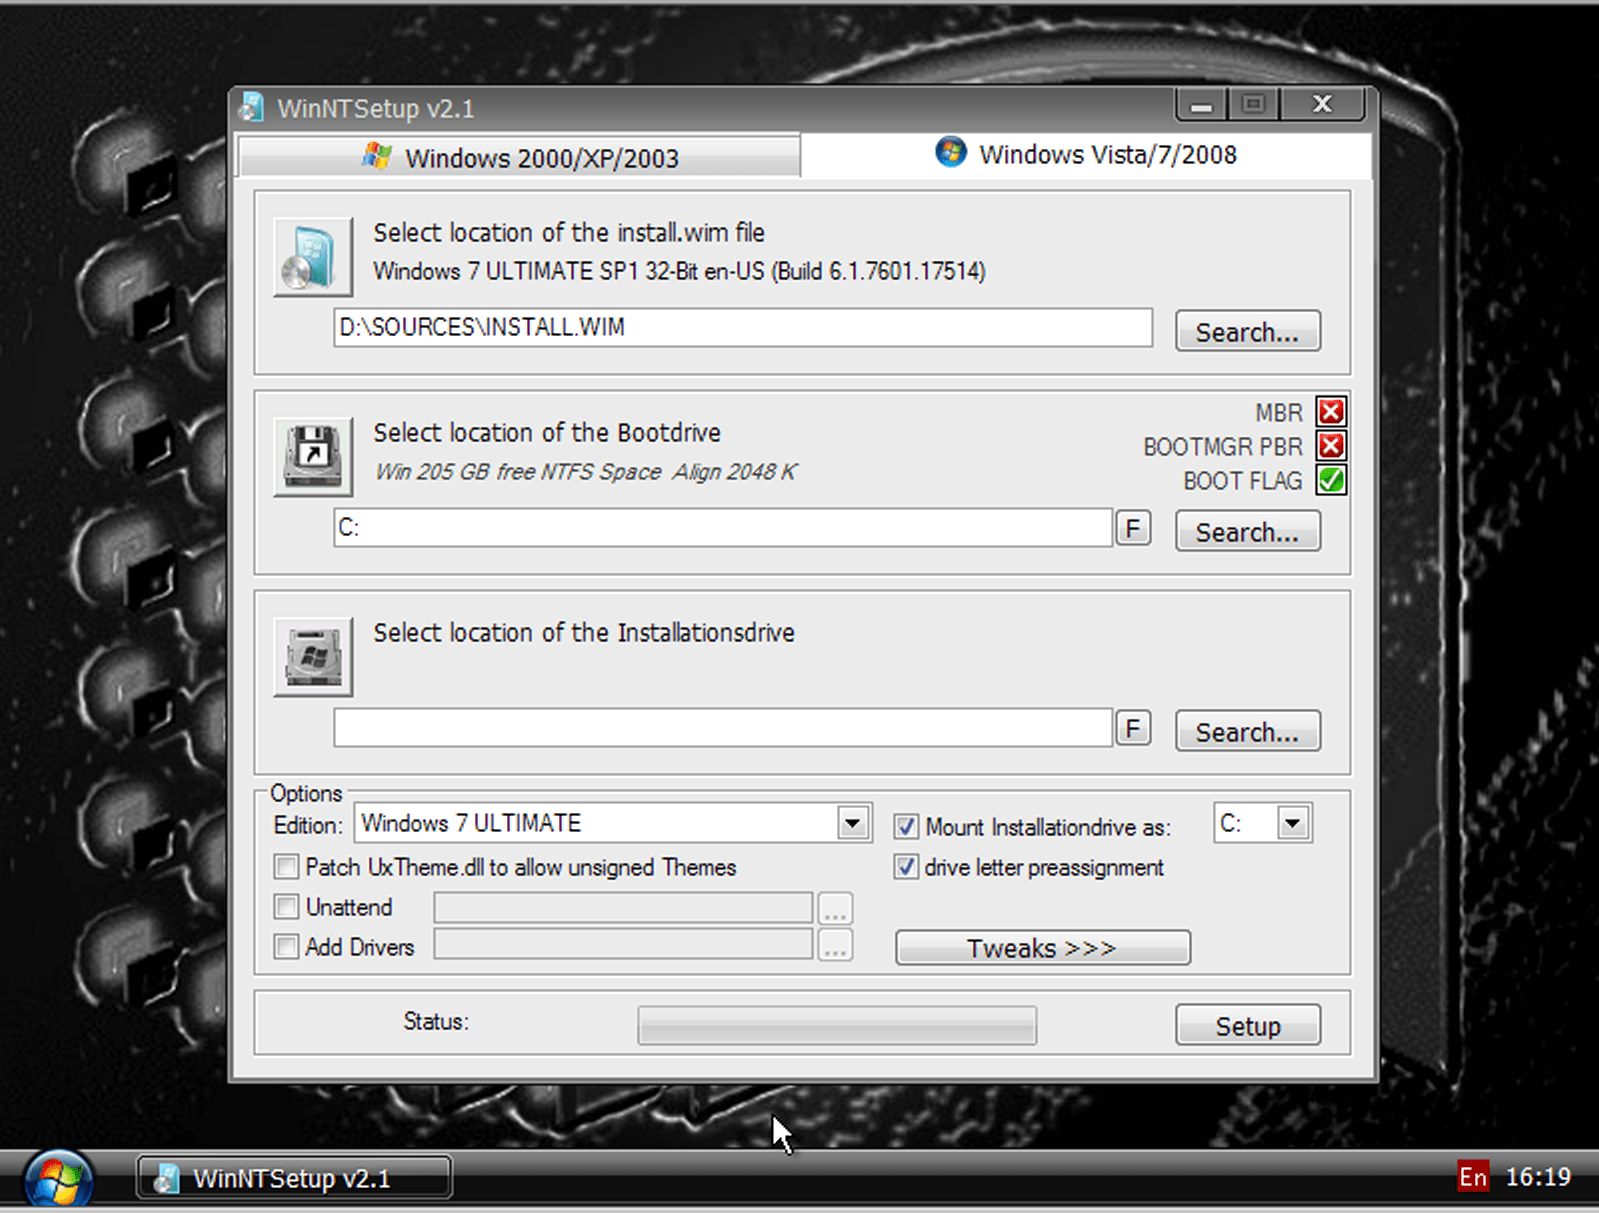 WinNTSetup v2.1
Windows 2000/XP/2003
Windows Vista/7/2008
Select location of the install.wim file
Windows 7 ULTIMATE SP1 32-Bit en-US (Build 6.1.7601.17514)
D:\SOURCES\INSTALL.WIM
Search...
MBR
Select location of the Bootdrive
BOOTMGR PBR
Win 205 GB free NTFS Space Align 2048 K
BOOT FLAG
C:
F
Search...
Select location of the Installationsdrive
F
Search...
Options
Edition: Windows 7 ULTIMATE
Mount Installationdrive as: C:
Patch UxTheme.dll to allow unsigned Themes
drive letter preassignment
Unattend
...
Add Drivers
...
Tweaks >>>
Status:
Setup
WinNTSetup v2.1
En 16:19